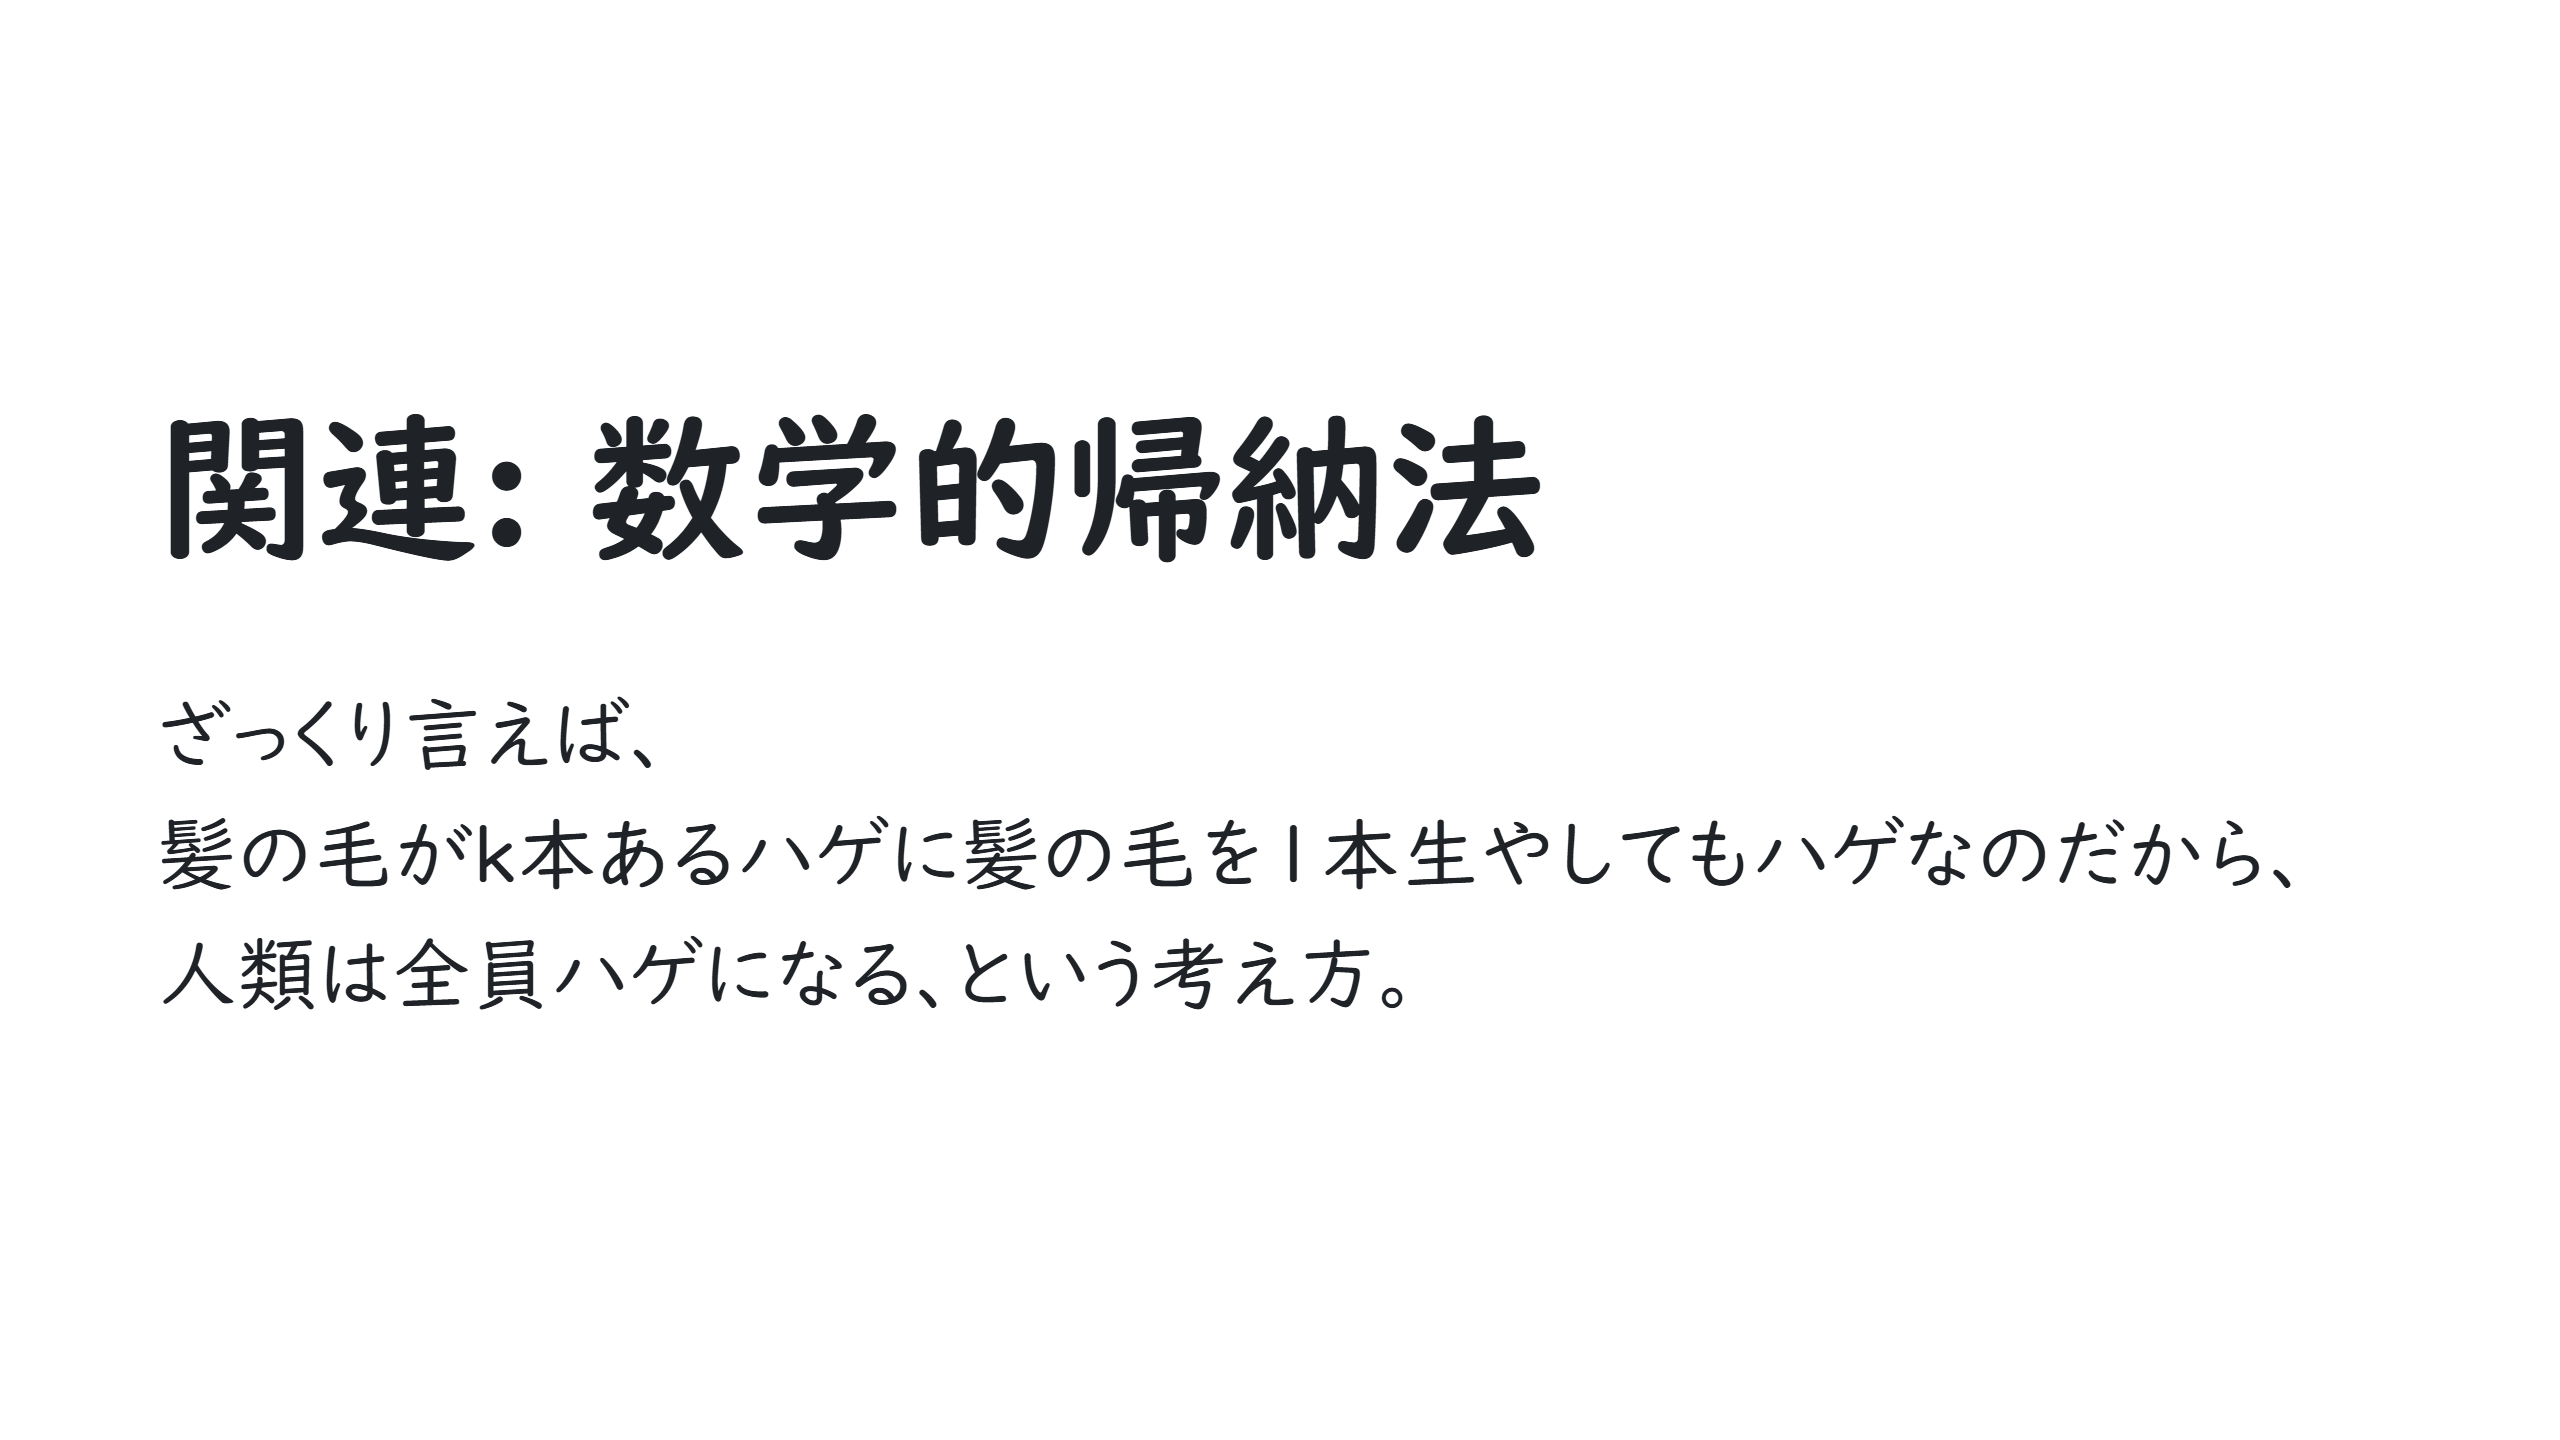 関連: 数学的帰納法
ざっくり言えば、
髪の毛がk本あるハゲに髪の毛を1本生やしてもハゲなのだから、
人類は全員ハゲになる、という考え方。